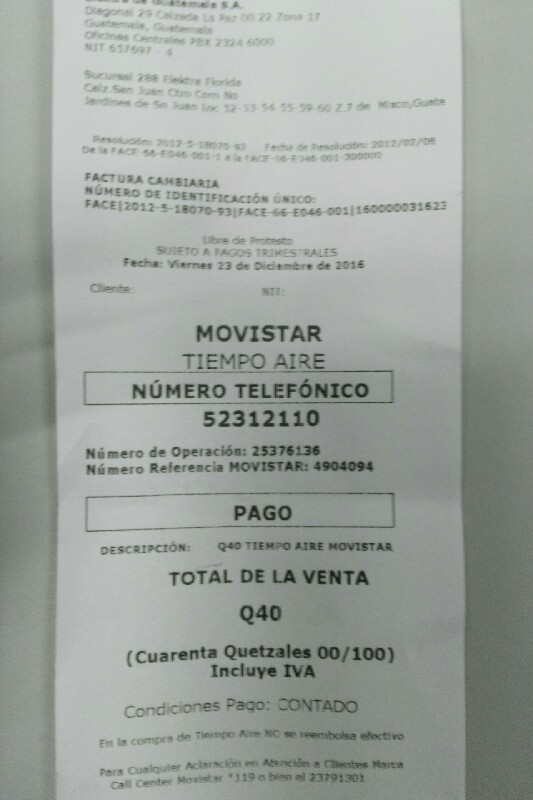 de Guatemala S.A.
Diagonal 29 Calzada La Paz 00 22 Zona 17
Guatemala, Guatemala
Oficinas Centrales PBX 2324 6000
NIT 657697 - 4
Sucursal 288 Elektra Florida
Calz San Juan Ctro Com No
Jardines de Sn Juan Loc 52-53-54-55-59-60 Z.7 de Mixco,Guate
Resolución: 2012-5-18070-93 Fecha de Resolución: 2012/02/08
De la FACE-66-E046-001-1 a la FACE-66-E046-001-300000
FACTURA CAMBIARIA
NÚMERO DE IDENTIFICACIÓN ÚNICO:
FACE|2012-5-18070-93|FACE-66-E046-001|160000031623
Libre de Protesto
SUJETO A PAGOS TRIMESTRALES
Fecha: Viernes 23 de Diciembre de 2016
Cliente: NIT:
MOVISTAR
TIEMPO AIRE
NÚMERO TELEFÓNICO
52312110
Número de Operación: 25376136
Número Referencia MOVISTAR: 4904094
PAGO
DESCRIPCIÓN: Q40 TIEMPO AIRE MOVISTAR
TOTAL DE LA VENTA
Q40
(Cuarenta Quetzales 00/100)
Incluye IVA
Condiciones Pago: CONTADO
En la compra de Tiempo Aire NO se reembolsa efectivo
Para Cualquier Aclaración en Atención a Clientes Marca
Call Center Movistar *119 o bien el 23791301